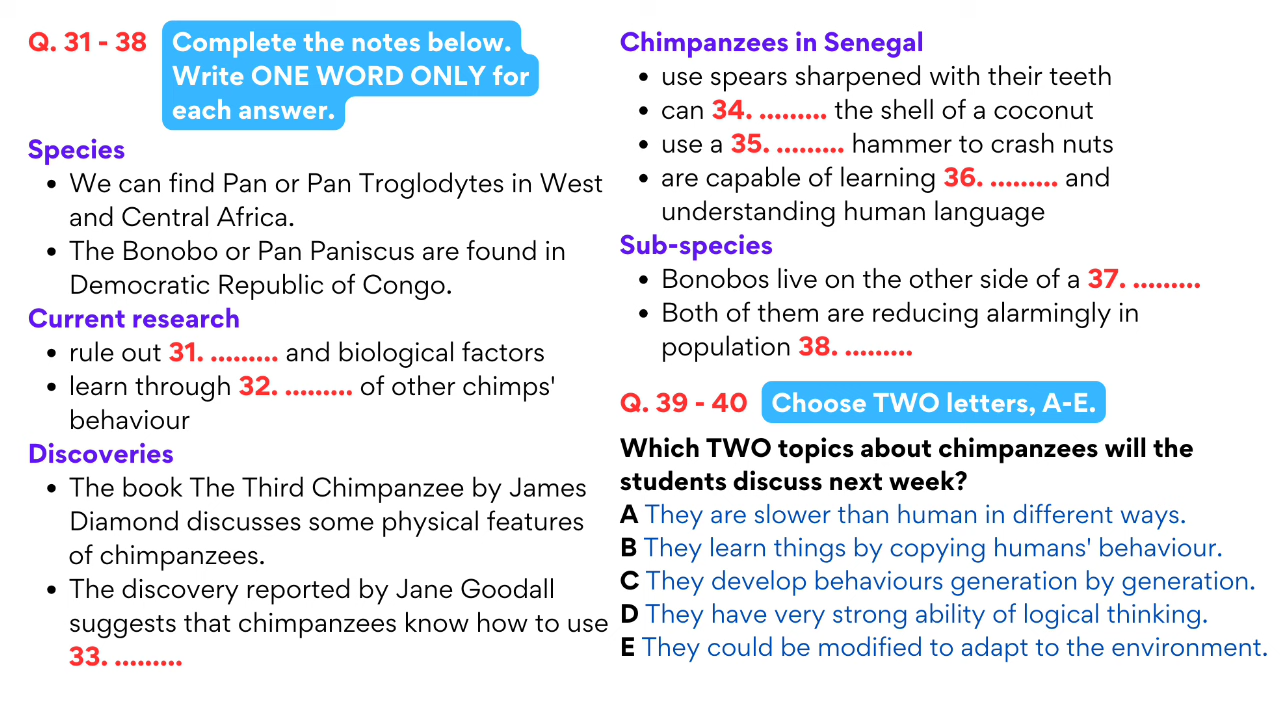 Q. 31 - 38
Complete the notes below.
Write ONE WORD ONLY for
each answer.
Species
• We can find Pan or Pan Troglodytes in West
and Central Africa.
• The Bonobo or Pan Paniscus are found in
Democratic Republic of Congo.
Current research
• rule out 31. ......... and biological factors
• learn through 32. ......... of other chimps'
behaviour
Discoveries
• The book The Third Chimpanzee by James
Diamond discusses some physical features
of chimpanzees.
• The discovery reported by Jane Goodall
suggests that chimpanzees know how to use
33. .........
Chimpanzees in Senegal
• use spears sharpened with their teeth
• can 34. ......... the shell of a coconut
• use a 35. ......... hammer to crash nuts
• are capable of learning 36. ......... and
understanding human language
Sub-species
• Bonobos live on the other side of a 37. .........
• Both of them are reducing alarmingly in
population 38. .........
Q. 39 - 40 Choose TWO letters, A-E.
Which TWO topics about chimpanzees will the
students discuss next week?
A They are slower than human in different ways.
B They learn things by copying humans' behaviour.
C They develop behaviours generation by generation.
D They have very strong ability of logical thinking.
E They could be modified to adapt to the environment.